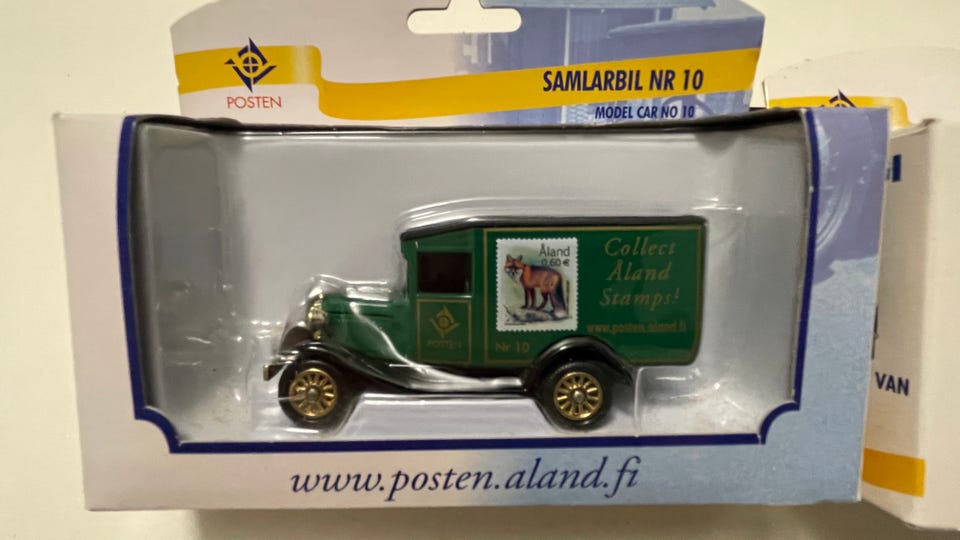 POSTEN
SAMLARBIL NR 10
MODEL CAR NO 10
Åland
0,60 €
Collect
Åland
Stamps!
www.posten.aland.fi
POSTEN
Nr 10
VAN
www.posten.aland.fi